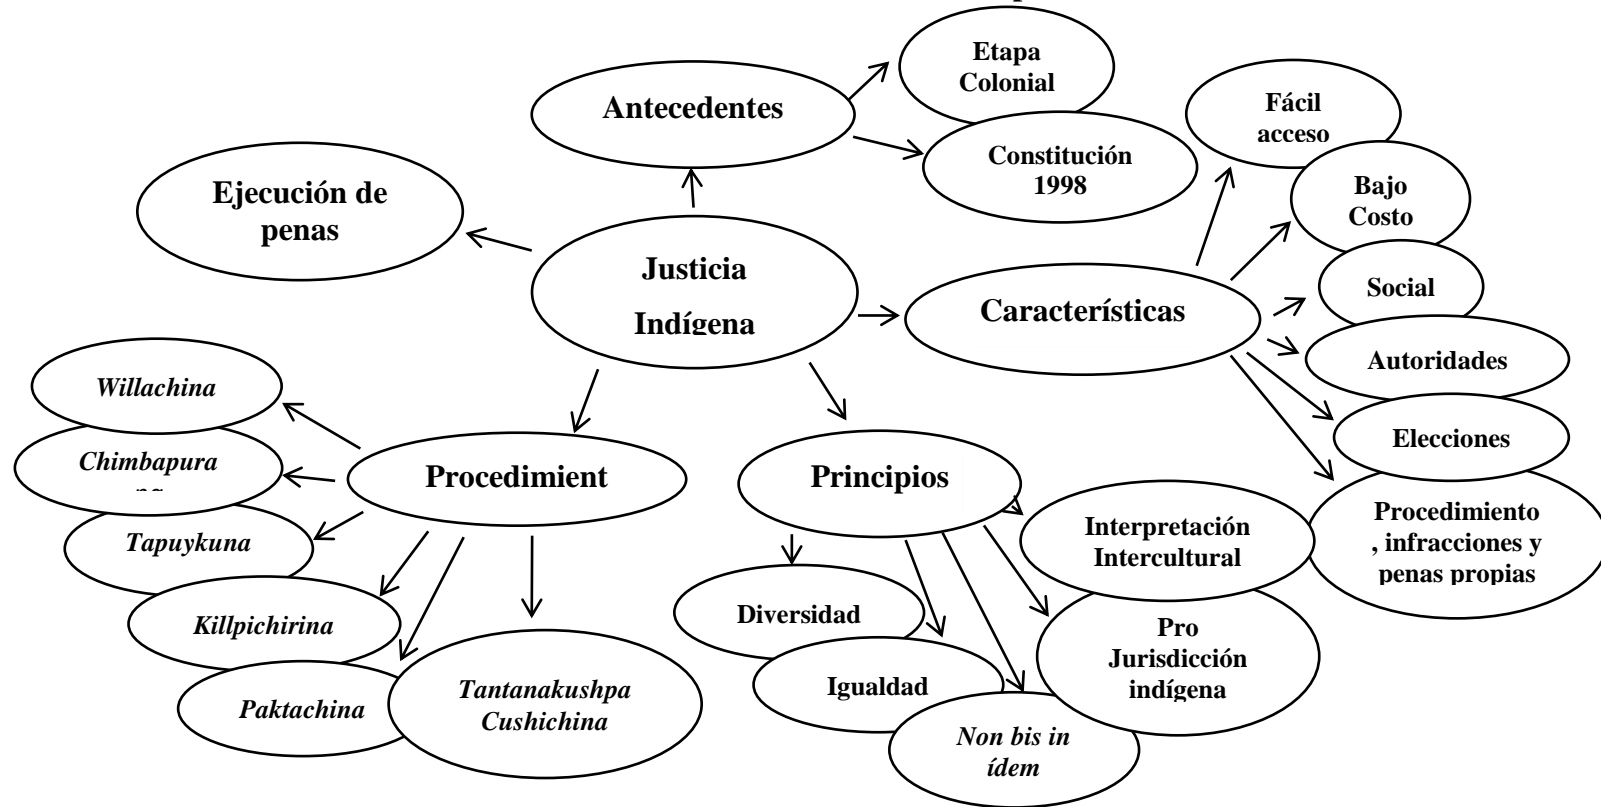 Etapa
Colonial
Antecedentes
Fácil
acceso
Constitución
1998
Ejecución de
penas
Bajo
Costo
Justicia
Indígena
Social
Características
Autoridades
Willachina
Elecciones
Chimbapura
Procedimient
Principios
Procedimiento
, infracciones y
penas propias
Interpretación
Intercultural
Tapuykuna
Diversidad
Killpichirina
Pro
Jurisdicción
indígena
Igualdad
Paktachina
Tantanakushpa
Cushichina
Non bis in
ídem